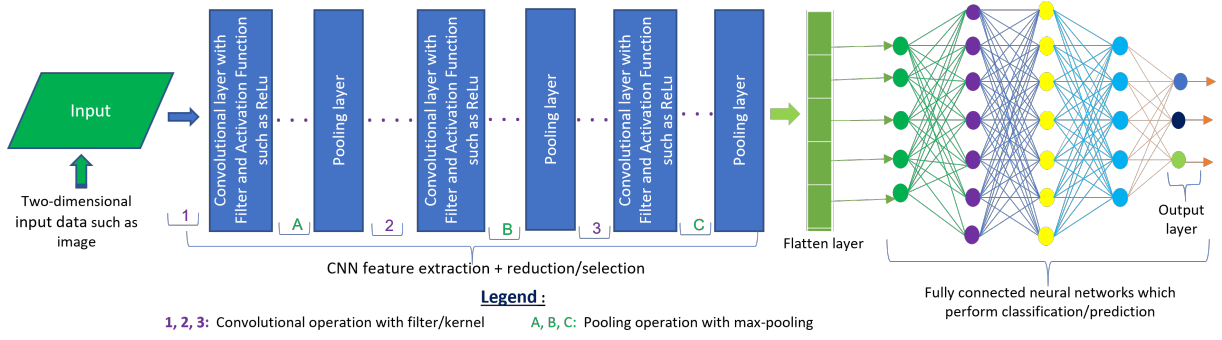 Input
Two-dimensional
input data such as
image
1
Convolutional layer with
Filter and Activation Function
such as ReLu
A
Pooling layer
2
Convolutional layer with
Filter and Activation Function
such as ReLu
B
Pooling layer
3
Convolutional layer with
Filter and Activation Function
such as ReLu
C
Pooling layer
CNN feature extraction + reduction/selection
Flatten layer
Output
layer
Fully connected neural networks which
perform classification/prediction
Legend :
1, 2, 3: Convolutional operation with filter/kernel
A, B, C: Pooling operation with max-pooling